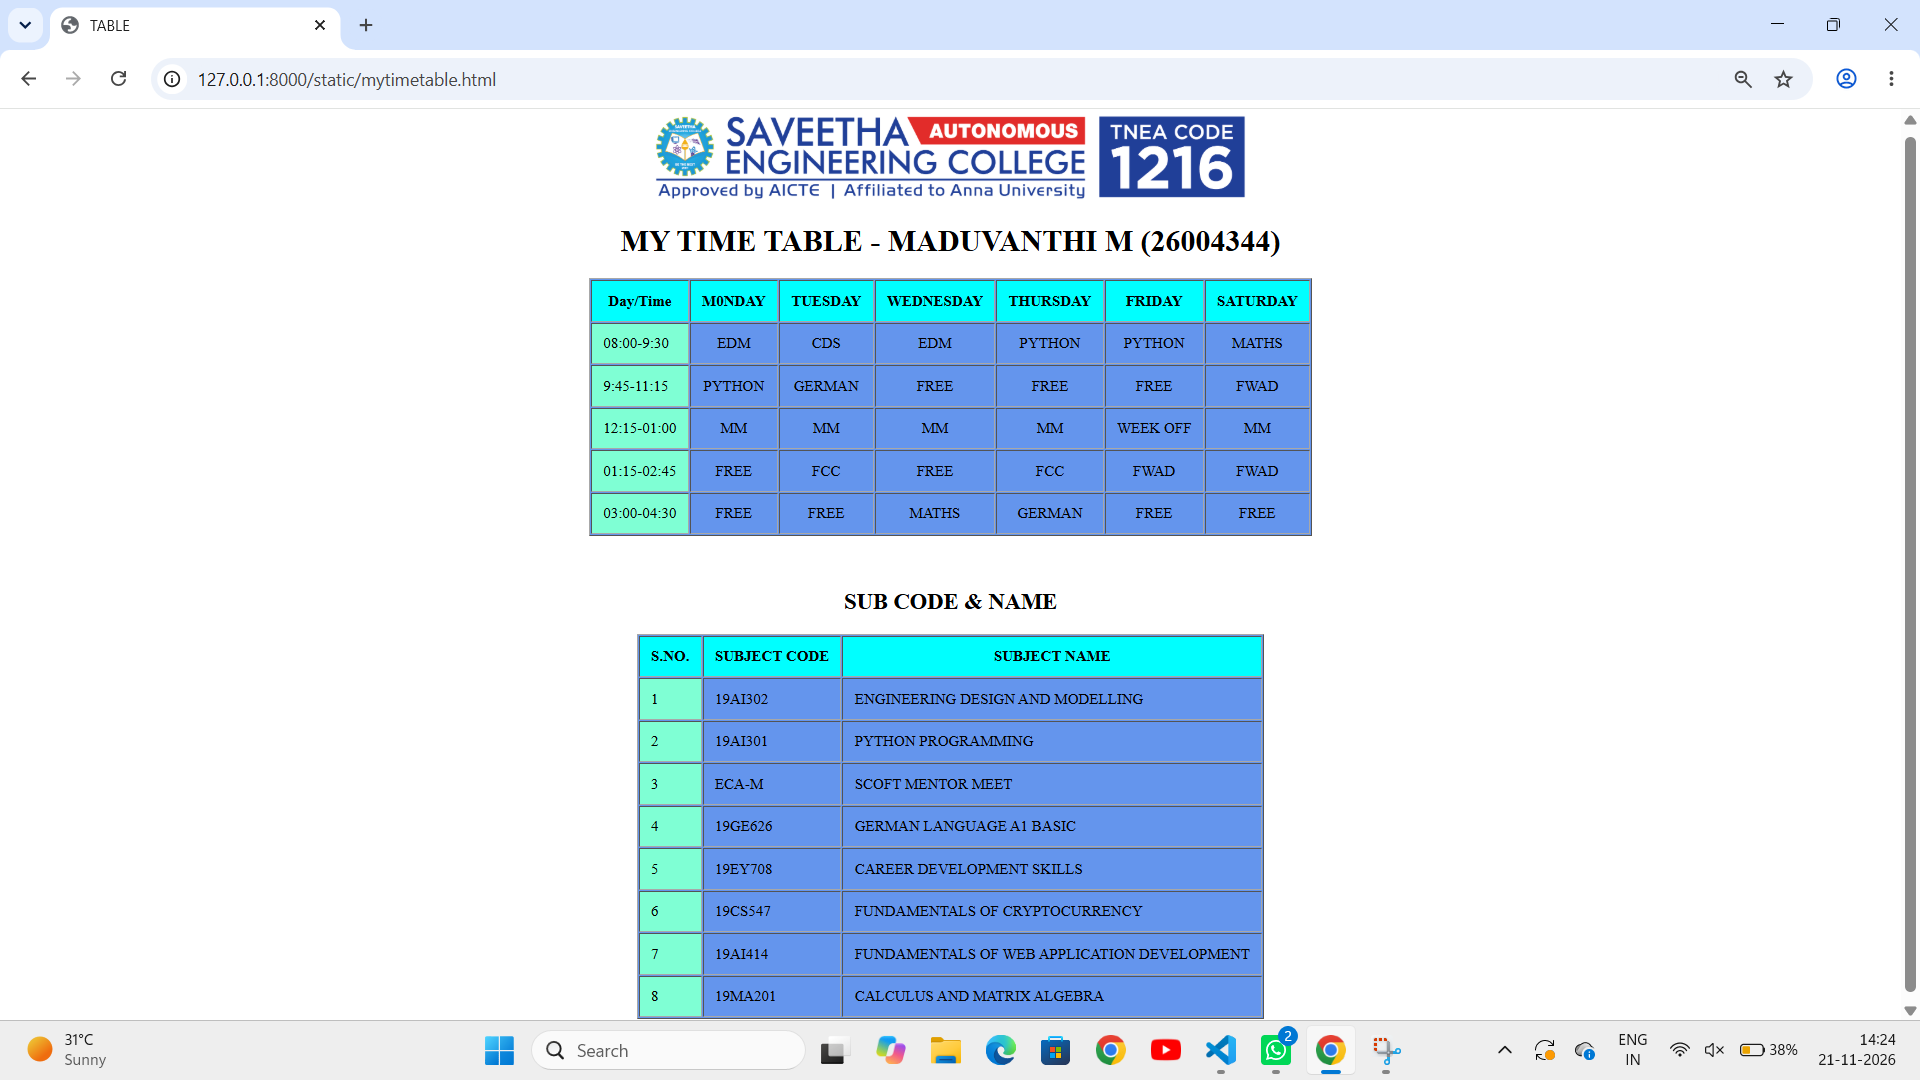 TABLE
127.0.0.1:8000/static/mytimetable.html
SAVEETHA AUTONOMOUS
ENGINEERING COLLEGE
Approved by AICTE | Affiliated to Anna University
TNEA CODE
1216
MY TIME TABLE - MADUVANTHI M (26004344)
Day/Time M0NDAY TUESDAY WEDNESDAY THURSDAY FRIDAY SATURDAY
08:00-9:30 EDM CDS EDM PYTHON PYTHON MATHS
9:45-11:15 PYTHON GERMAN FREE FREE FREE FWAD
12:15-01:00 MM MM MM MM WEEK OFF MM
01:15-02:45 FREE FCC FREE FCC FWAD FWAD
03:00-04:30 FREE FREE MATHS GERMAN FREE FREE
SUB CODE & NAME
S.NO. SUBJECT CODE SUBJECT NAME
1 19AI302 ENGINEERING DESIGN AND MODELLING
2 19AI301 PYTHON PROGRAMMING
3 ECA-M SCOFT MENTOR MEET
4 19GE626 GERMAN LANGUAGE A1 BASIC
5 19EY708 CAREER DEVELOPMENT SKILLS
6 19CS547 FUNDAMENTALS OF CRYPTOCURRENCY
7 19AI414 FUNDAMENTALS OF WEB APPLICATION DEVELOPMENT
8 19MA201 CALCULUS AND MATRIX ALGEBRA
31°C
Sunny
Search
2
ENG
IN
38%
14:24
21-11-2026